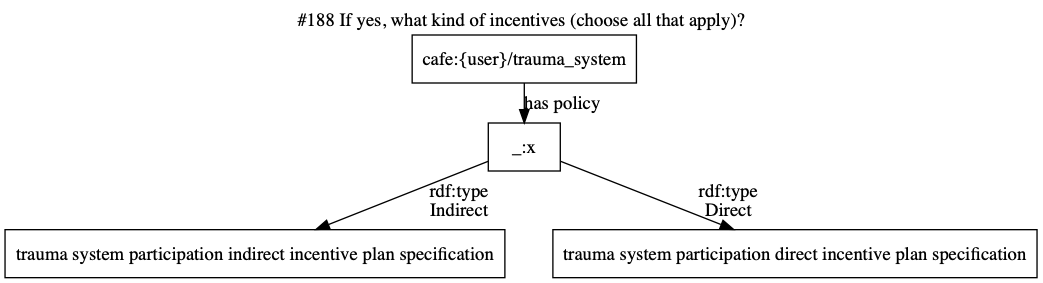 #188 If yes, what kind of incentives (choose all that apply)?
cafe:{user}/trauma_system
has policy
_:x
rdf:type
Indirect
rdf:type
Direct
trauma system participation indirect incentive plan specification
trauma system participation direct incentive plan specification